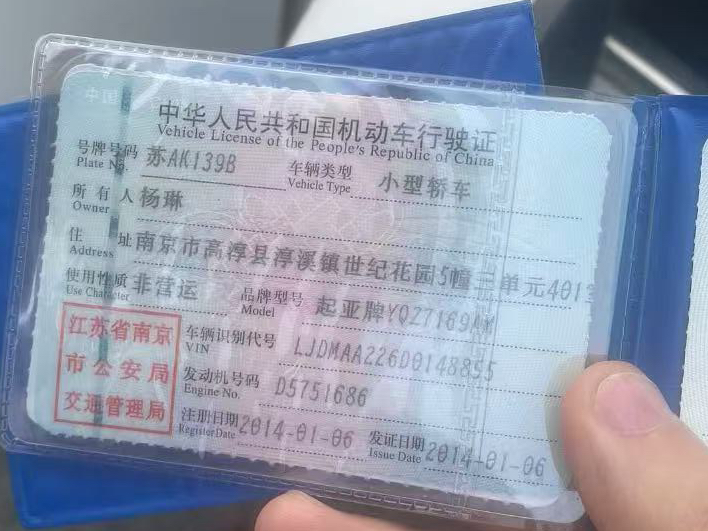 中国
中华人民共和国机动车行驶证
Vehicle License of the People's Republic of China
号牌号码 苏AK139B 车辆类型 小型轿车
Plate No. Vehicle Type
所有人 杨琳
Owner
住址 南京市高淳县淳溪镇世纪花园5幢三单元401
Address
使用性质 非营运 品牌型号 起亚牌YQZ7169AM
Use Character Model
江苏省南京
市公安局
交通管理局
车辆识别代号 LJDMAA226D0148855
VIN
发动机号码 D5751686
Engine No.
注册日期 2014-01-06 发证日期 2014-01-06
Register Date Issue Date